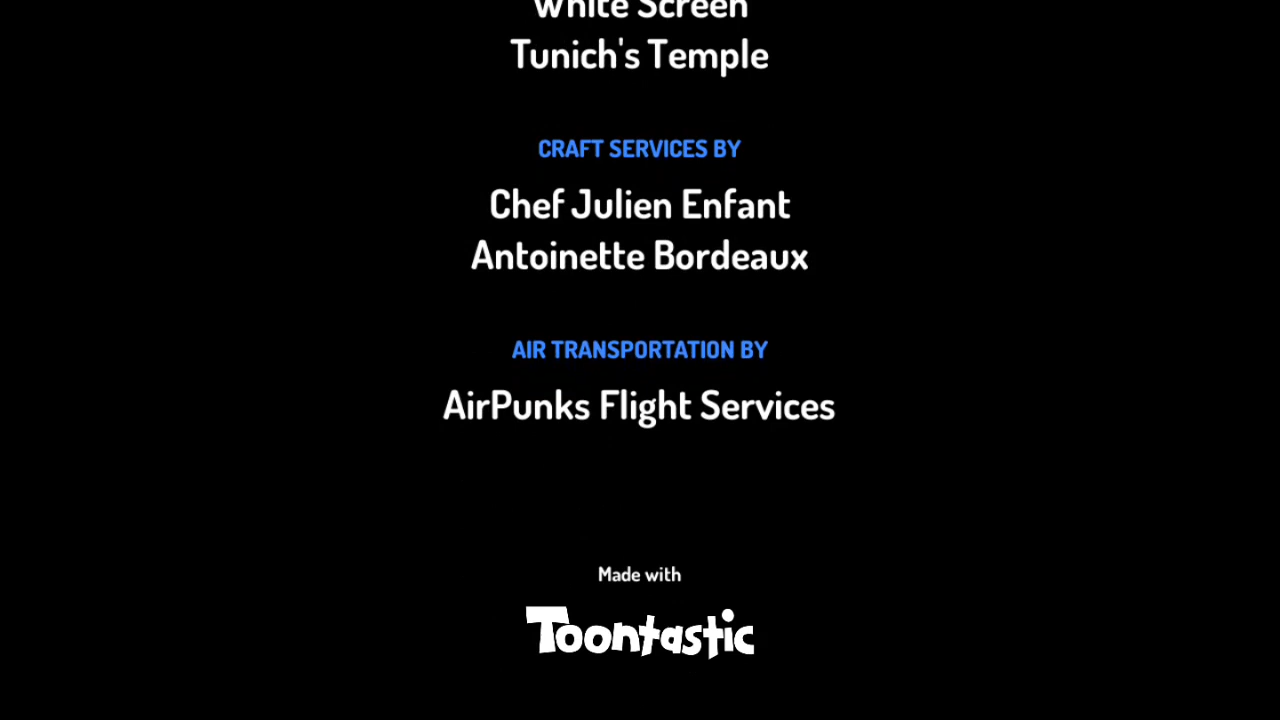 White Screen
Tunich's Temple
CRAFT SERVICES BY
Chef Julien Enfant
Antoinette Bordeaux
AIR TRANSPORTATION BY
AirPunks Flight Services
Made with
Toontastic